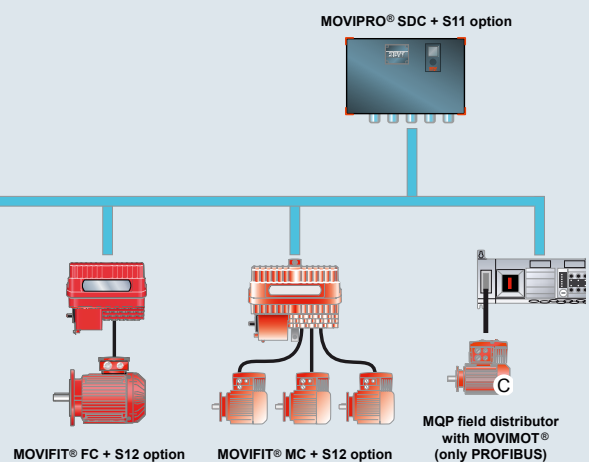 MOVIPRO® SDC + S11 option
C
MQP field distributor
with MOVIMOT®
(only PROFIBUS)
MOVIFIT® FC + S12 option
MOVIFIT® MC + S12 option